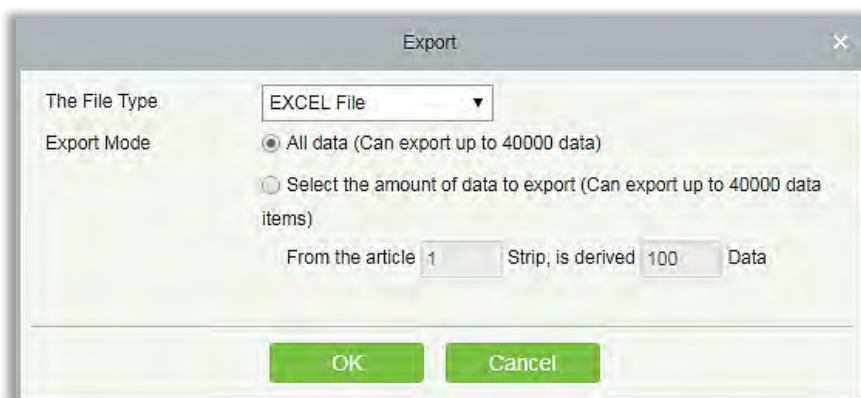 Export
The File Type EXCEL File
Export Mode All data (Can export up to 40000 data)
Select the amount of data to export (Can export up to 40000 data
items)
From the article 1 Strip, is derived 100 Data
OK Cancel